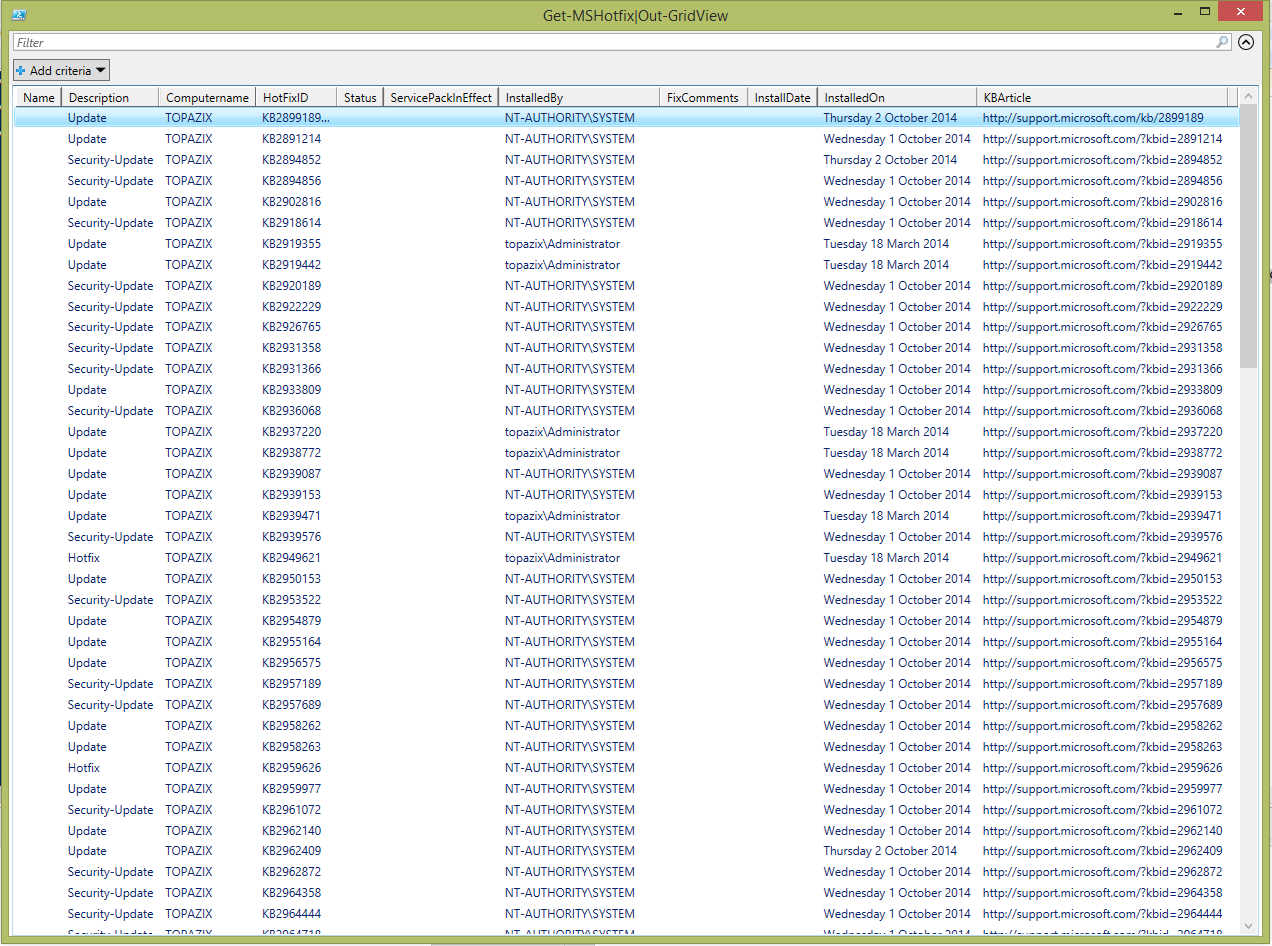 Get-MSHotfix|Out-GridView
Filter
Add criteria
Name Description Computername HotFixID Status ServicePackInEffect InstalledBy FixComments InstallDate InstalledOn KBArticle
Update TOPAZIX KB2899189... NT-AUTHORITY\SYSTEM Thursday 2 October 2014 http://support.microsoft.com/kb/2899189
Update TOPAZIX KB2891214 NT-AUTHORITY\SYSTEM Wednesday 1 October 2014 http://support.microsoft.com/?kbid=2891214
Security-Update TOPAZIX KB2894852 NT-AUTHORITY\SYSTEM Thursday 2 October 2014 http://support.microsoft.com/?kbid=2894852
Security-Update TOPAZIX KB2894856 NT-AUTHORITY\SYSTEM Wednesday 1 October 2014 http://support.microsoft.com/?kbid=2894856
Update TOPAZIX KB2902816 NT-AUTHORITY\SYSTEM Wednesday 1 October 2014 http://support.microsoft.com/?kbid=2902816
Security-Update TOPAZIX KB2918614 NT-AUTHORITY\SYSTEM Wednesday 1 October 2014 http://support.microsoft.com/?kbid=2918614
Update TOPAZIX KB2919355 topazix\Administrator Tuesday 18 March 2014 http://support.microsoft.com/?kbid=2919355
Update TOPAZIX KB2919442 topazix\Administrator Tuesday 18 March 2014 http://support.microsoft.com/?kbid=2919442
Security-Update TOPAZIX KB2920189 NT-AUTHORITY\SYSTEM Wednesday 1 October 2014 http://support.microsoft.com/?kbid=2920189
Security-Update TOPAZIX KB2922229 NT-AUTHORITY\SYSTEM Wednesday 1 October 2014 http://support.microsoft.com/?kbid=2922229
Security-Update TOPAZIX KB2926765 NT-AUTHORITY\SYSTEM Wednesday 1 October 2014 http://support.microsoft.com/?kbid=2926765
Security-Update TOPAZIX KB2931358 NT-AUTHORITY\SYSTEM Wednesday 1 October 2014 http://support.microsoft.com/?kbid=2931358
Security-Update TOPAZIX KB2931366 NT-AUTHORITY\SYSTEM Wednesday 1 October 2014 http://support.microsoft.com/?kbid=2931366
Update TOPAZIX KB2933809 NT-AUTHORITY\SYSTEM Wednesday 1 October 2014 http://support.microsoft.com/?kbid=2933809
Security-Update TOPAZIX KB2936068 NT-AUTHORITY\SYSTEM Wednesday 1 October 2014 http://support.microsoft.com/?kbid=2936068
Update TOPAZIX KB2937220 topazix\Administrator Tuesday 18 March 2014 http://support.microsoft.com/?kbid=2937220
Update TOPAZIX KB2938772 topazix\Administrator Tuesday 18 March 2014 http://support.microsoft.com/?kbid=2938772
Update TOPAZIX KB2939087 NT-AUTHORITY\SYSTEM Wednesday 1 October 2014 http://support.microsoft.com/?kbid=2939087
Update TOPAZIX KB2939153 NT-AUTHORITY\SYSTEM Wednesday 1 October 2014 http://support.microsoft.com/?kbid=2939153
Update TOPAZIX KB2939471 topazix\Administrator Tuesday 18 March 2014 http://support.microsoft.com/?kbid=2939471
Security-Update TOPAZIX KB2939576 NT-AUTHORITY\SYSTEM Wednesday 1 October 2014 http://support.microsoft.com/?kbid=2939576
Hotfix TOPAZIX KB2949621 topazix\Administrator Tuesday 18 March 2014 http://support.microsoft.com/?kbid=2949621
Update TOPAZIX KB2950153 NT-AUTHORITY\SYSTEM Wednesday 1 October 2014 http://support.microsoft.com/?kbid=2950153
Security-Update TOPAZIX KB2953522 NT-AUTHORITY\SYSTEM Wednesday 1 October 2014 http://support.microsoft.com/?kbid=2953522
Update TOPAZIX KB2954879 NT-AUTHORITY\SYSTEM Wednesday 1 October 2014 http://support.microsoft.com/?kbid=2954879
Update TOPAZIX KB2955164 NT-AUTHORITY\SYSTEM Wednesday 1 October 2014 http://support.microsoft.com/?kbid=2955164
Update TOPAZIX KB2956575 NT-AUTHORITY\SYSTEM Wednesday 1 October 2014 http://support.microsoft.com/?kbid=2956575
Security-Update TOPAZIX KB2957189 NT-AUTHORITY\SYSTEM Wednesday 1 October 2014 http://support.microsoft.com/?kbid=2957189
Security-Update TOPAZIX KB2957689 NT-AUTHORITY\SYSTEM Wednesday 1 October 2014 http://support.microsoft.com/?kbid=2957689
Update TOPAZIX KB2958262 NT-AUTHORITY\SYSTEM Wednesday 1 October 2014 http://support.microsoft.com/?kbid=2958262
Update TOPAZIX KB2958263 NT-AUTHORITY\SYSTEM Wednesday 1 October 2014 http://support.microsoft.com/?kbid=2958263
Hotfix TOPAZIX KB2959626 NT-AUTHORITY\SYSTEM Wednesday 1 October 2014 http://support.microsoft.com/?kbid=2959626
Update TOPAZIX KB2959977 NT-AUTHORITY\SYSTEM Wednesday 1 October 2014 http://support.microsoft.com/?kbid=2959977
Security-Update TOPAZIX KB2961072 NT-AUTHORITY\SYSTEM Wednesday 1 October 2014 http://support.microsoft.com/?kbid=2961072
Update TOPAZIX KB2962140 NT-AUTHORITY\SYSTEM Wednesday 1 October 2014 http://support.microsoft.com/?kbid=2962140
Update TOPAZIX KB2962409 NT-AUTHORITY\SYSTEM Thursday 2 October 2014 http://support.microsoft.com/?kbid=2962409
Security-Update TOPAZIX KB2962872 NT-AUTHORITY\SYSTEM Wednesday 1 October 2014 http://support.microsoft.com/?kbid=2962872
Security-Update TOPAZIX KB2964358 NT-AUTHORITY\SYSTEM Wednesday 1 October 2014 http://support.microsoft.com/?kbid=2964358
Security-Update TOPAZIX KB2964444 NT-AUTHORITY\SYSTEM Wednesday 1 October 2014 http://support.microsoft.com/?kbid=2964444